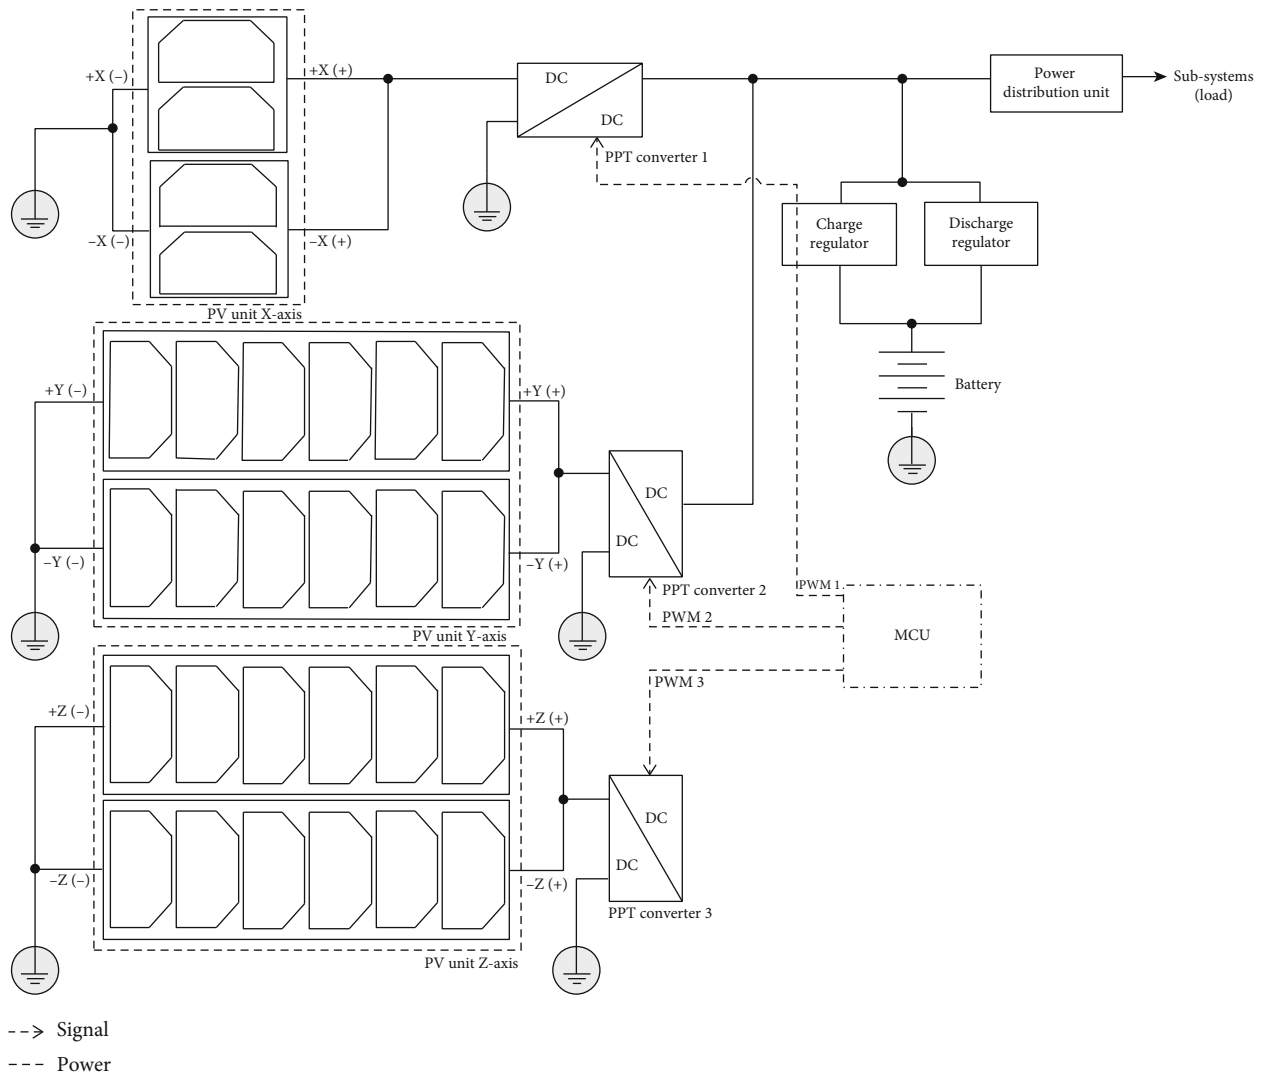 +X (–)
+X (+)
–X (–)
–X (+)
PV unit X-axis
DC
DC
PPT converter 1
Power
distribution unit
Sub-systems
(load)
Charge
regulator
Discharge
regulator
Battery
+Y (–)
+Y (+)
–Y (–)
–Y (+)
PV unit Y-axis
DC
DC
PPT converter 2
PWM 1
PWM 2
PWM 3
MCU
+Z (–)
+Z (+)
–Z (–)
–Z (+)
PV unit Z-axis
DC
DC
PPT converter 3
Signal
Power